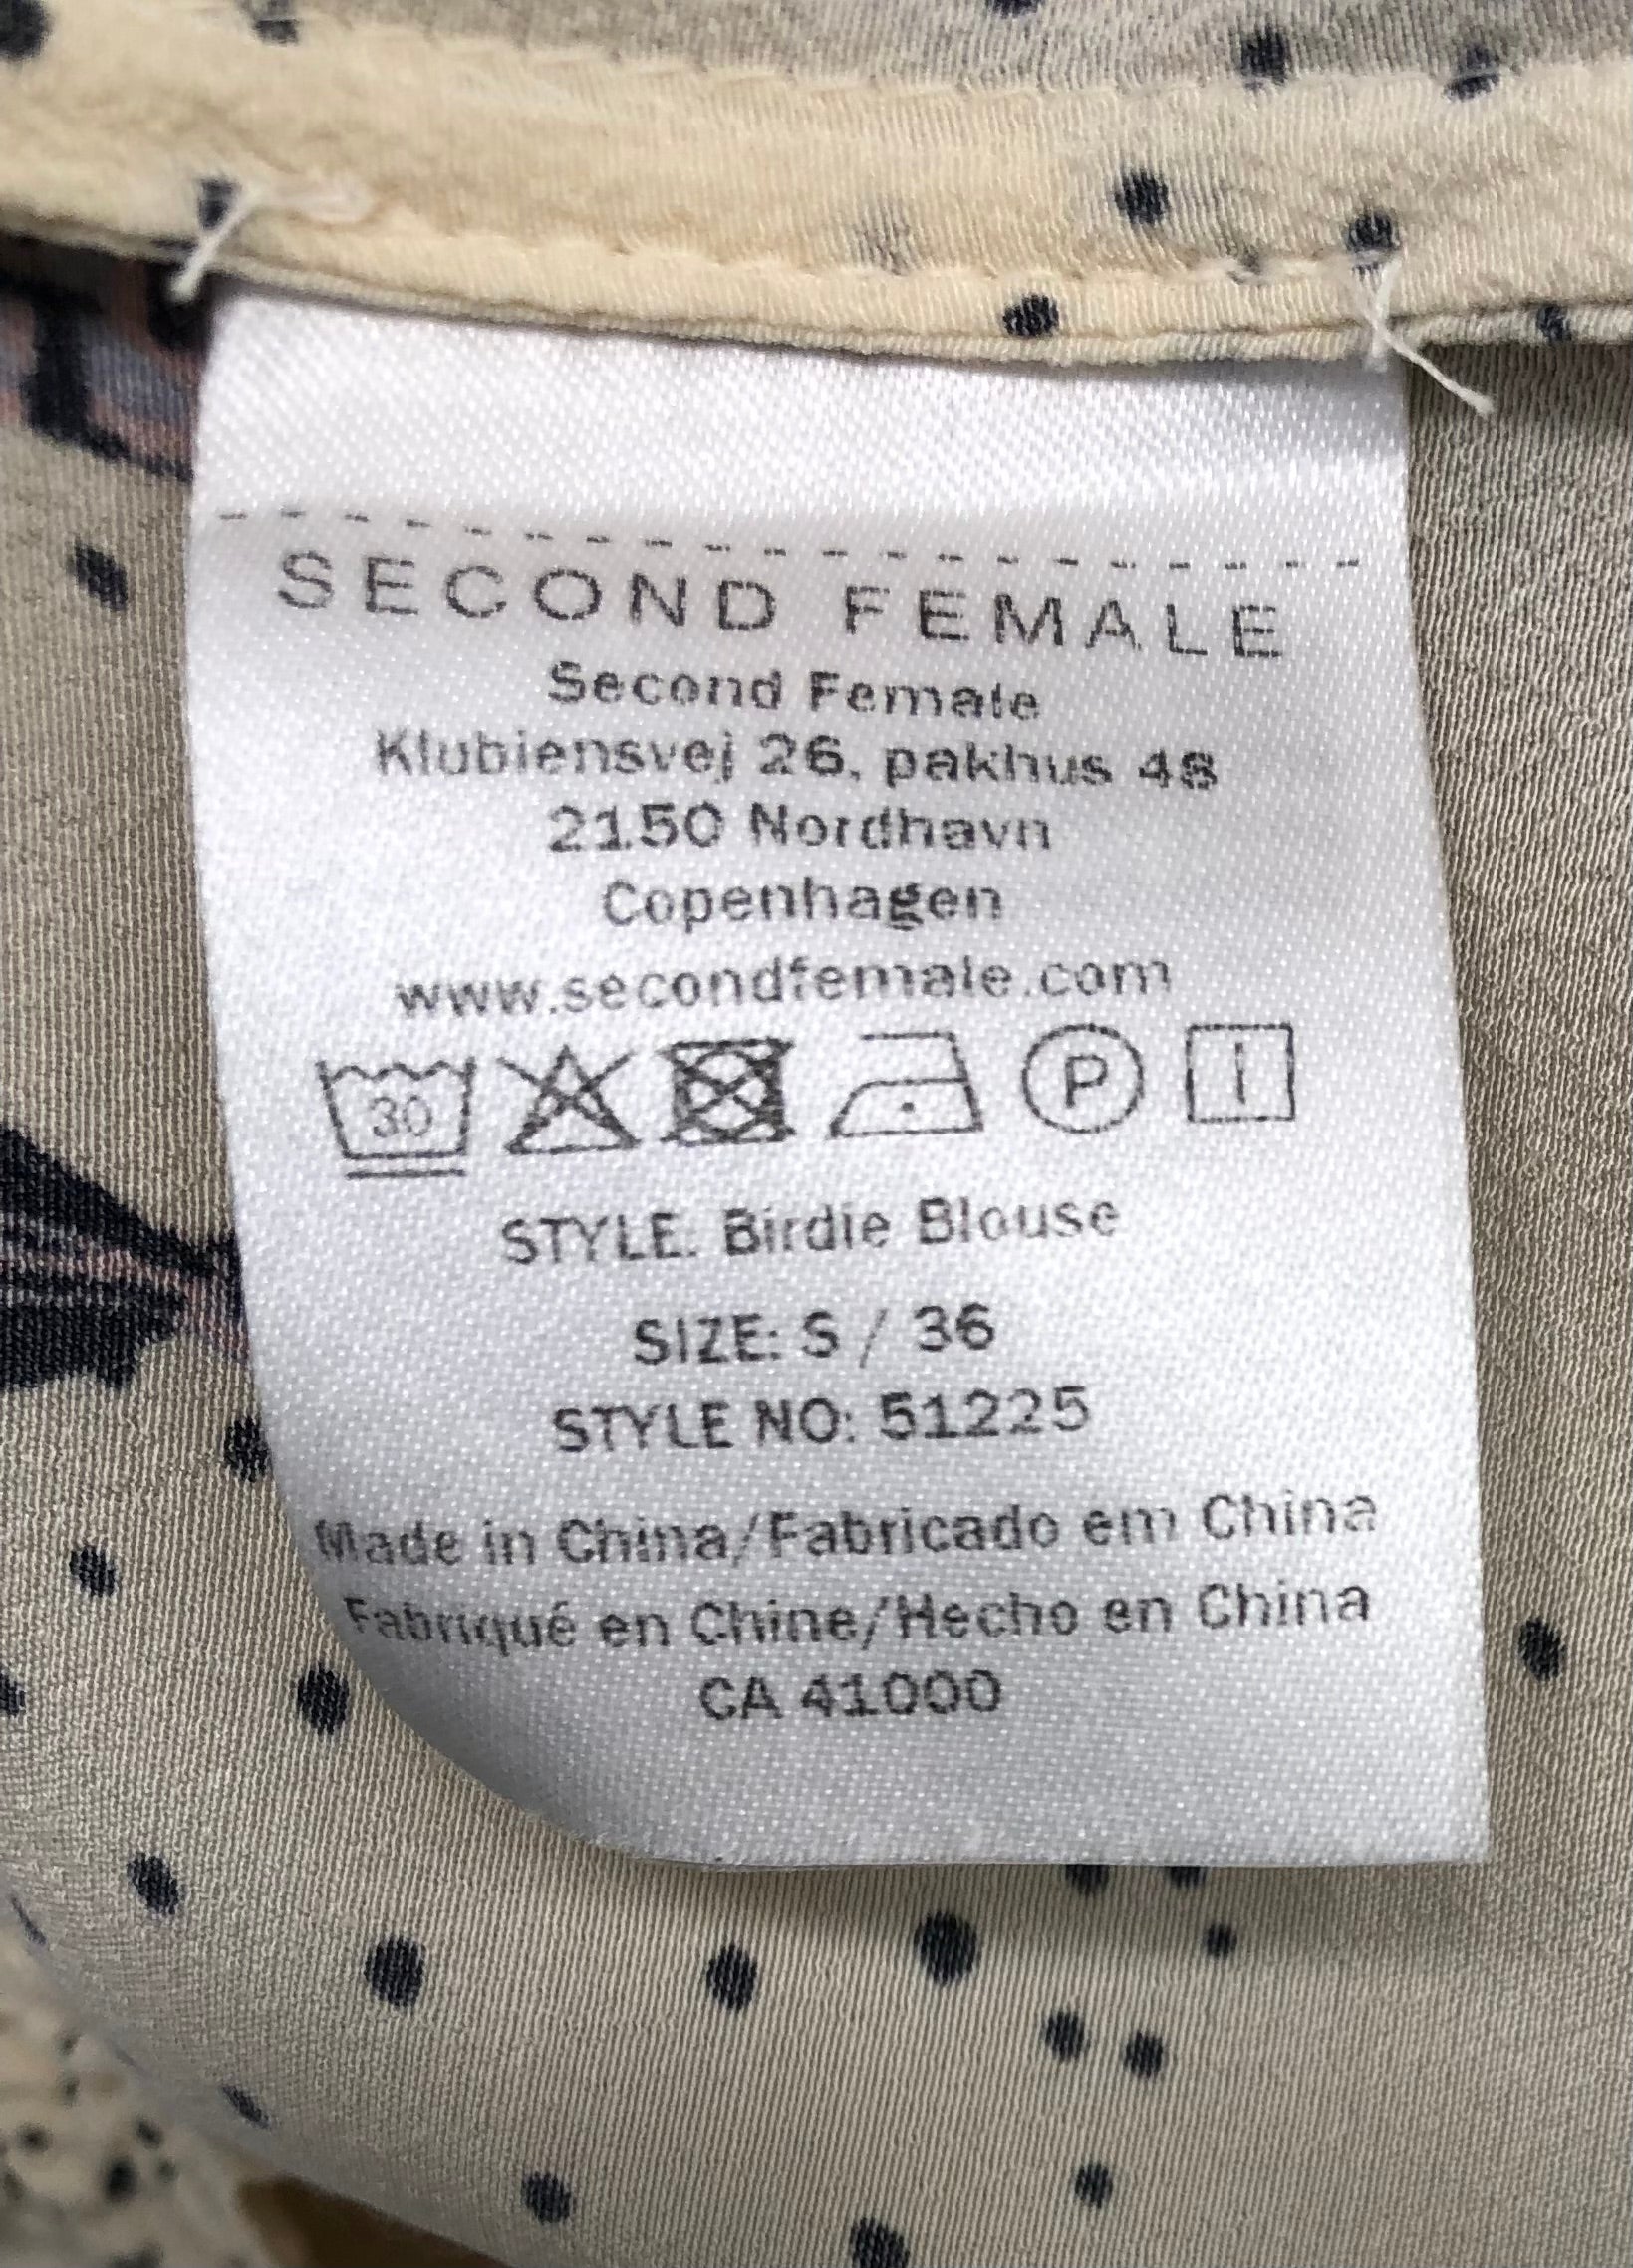 SECOND FEMALE
Second Female
Klubiensvej 26, pakhus 48
2150 Nordhavn
Copenhagen
www.secondfemale.com
30 P
STYLE: Birdie Blouse
SIZE: S / 36
STYLE NO: 51225
Made in China/Fabricado em China
Fabriqué en Chine/Hecho en China
CA 41000